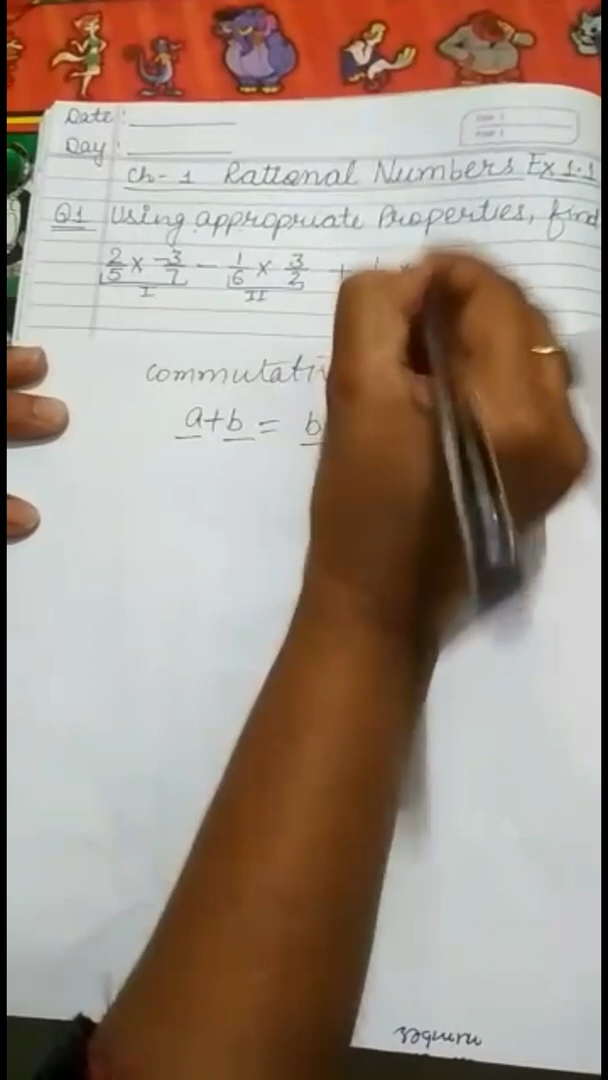 Date:
Day:
Ch-1 Rational Numbers Ex 1.1
Q1 Using appropriate Properties, find
2/5 × -3/7 - 1/6 × 3/2 +
I II
commutati
a+b = b